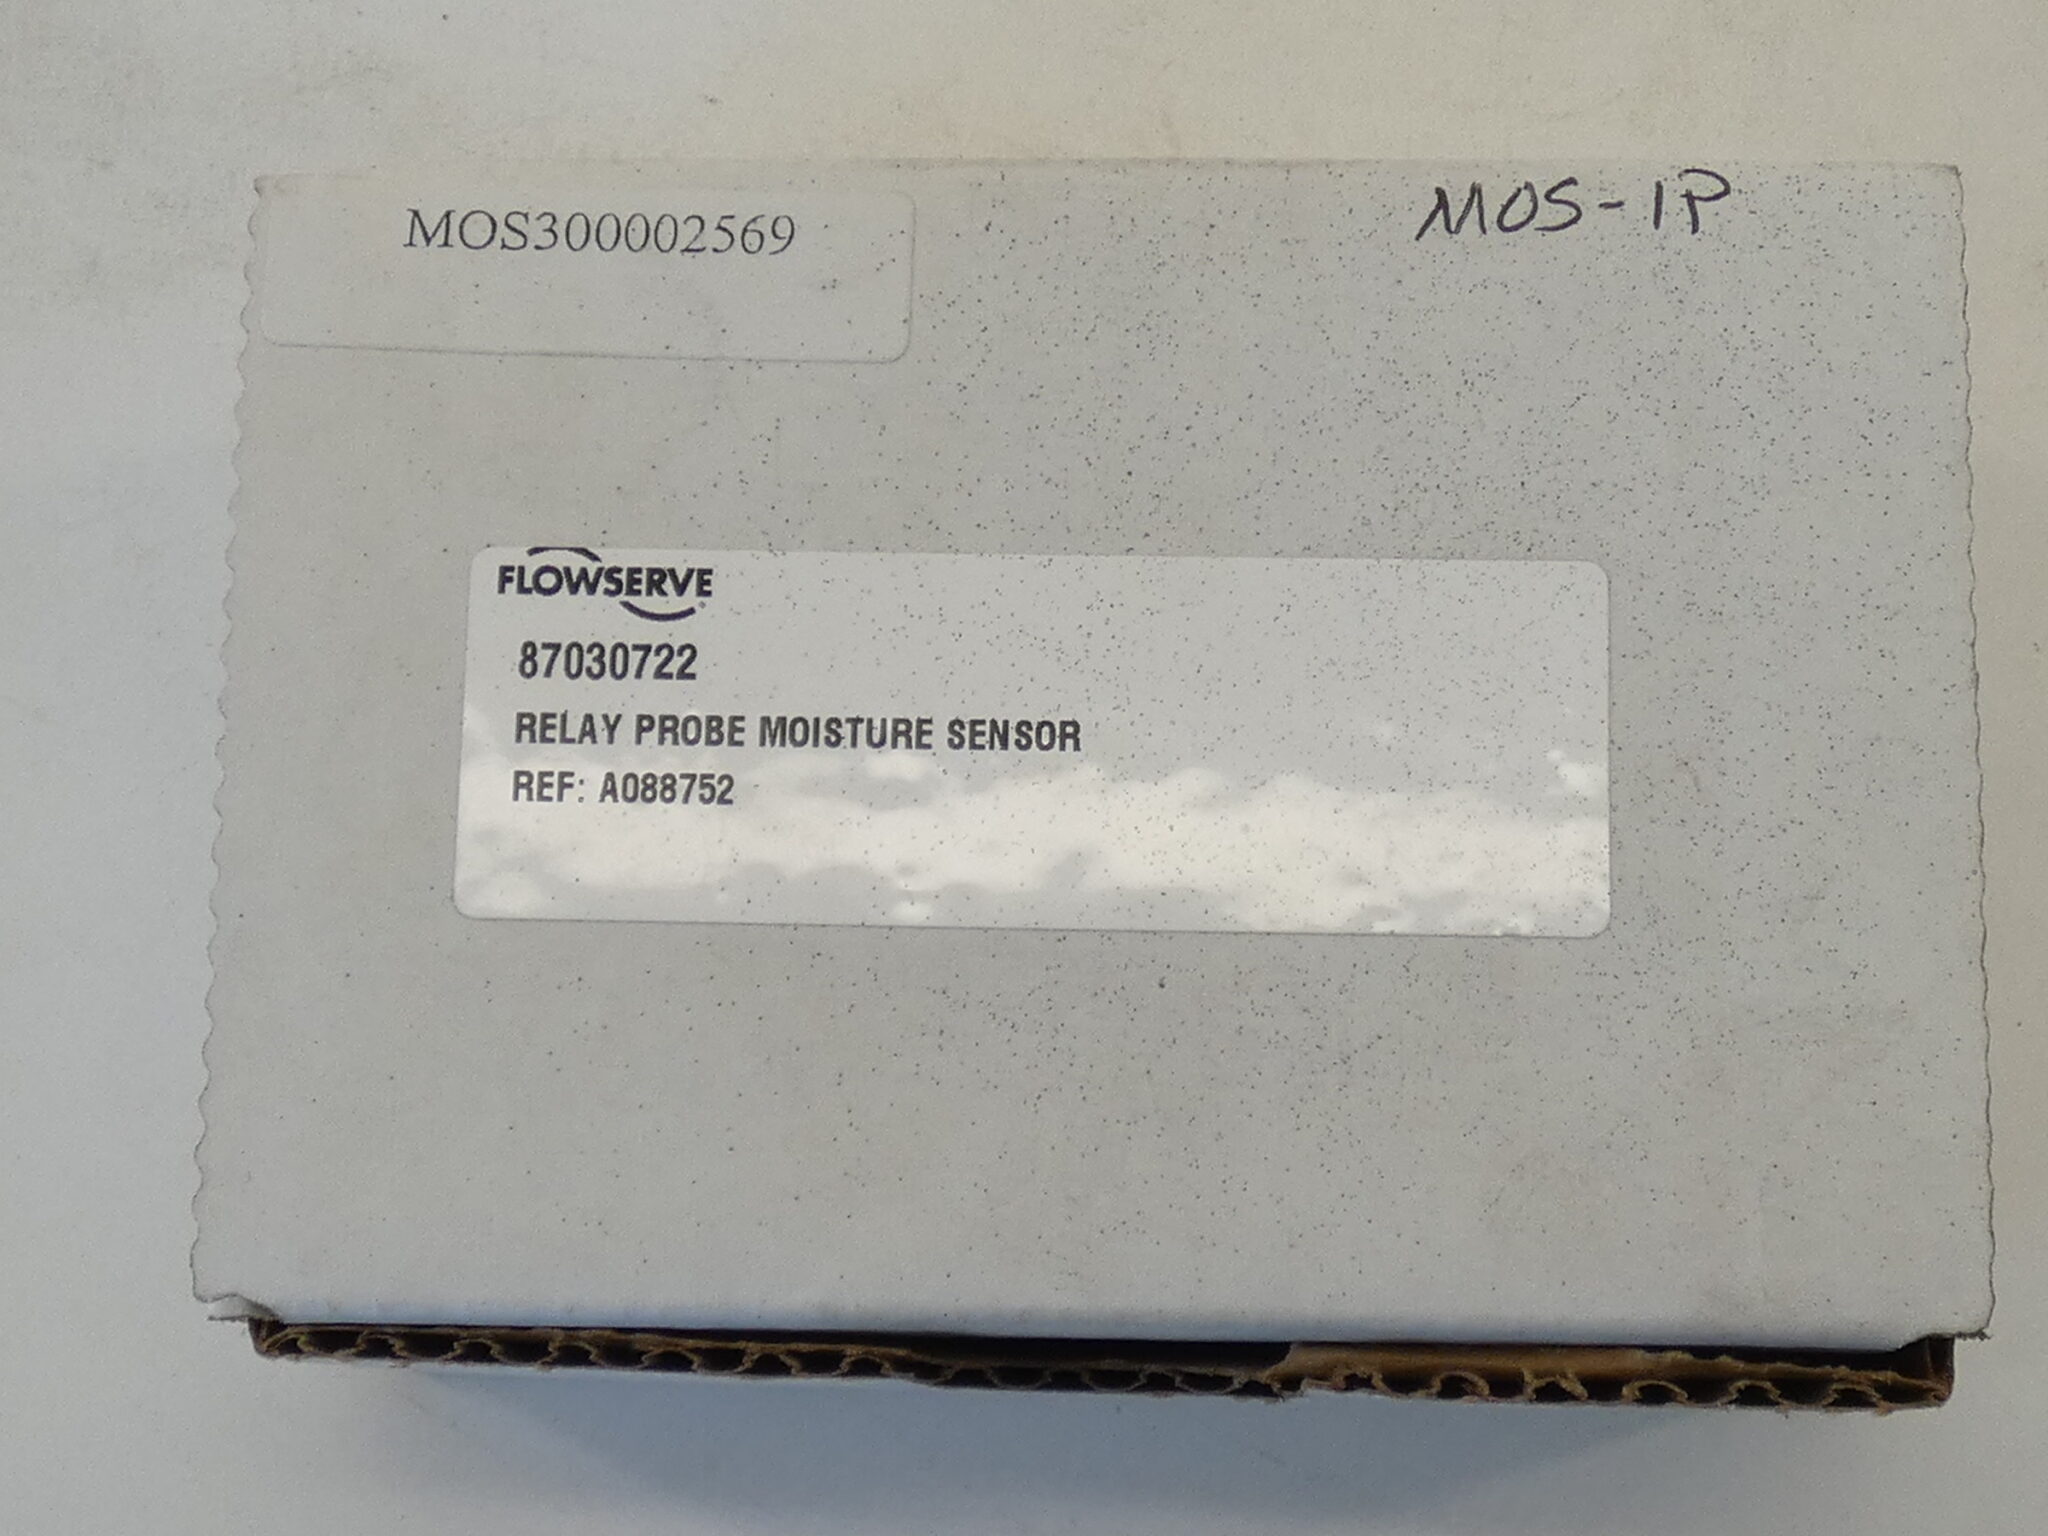 MOS300002569
MOS-1P
FLOWSERVE
87030722
RELAY PROBE MOISTURE SENSOR
REF: A088752